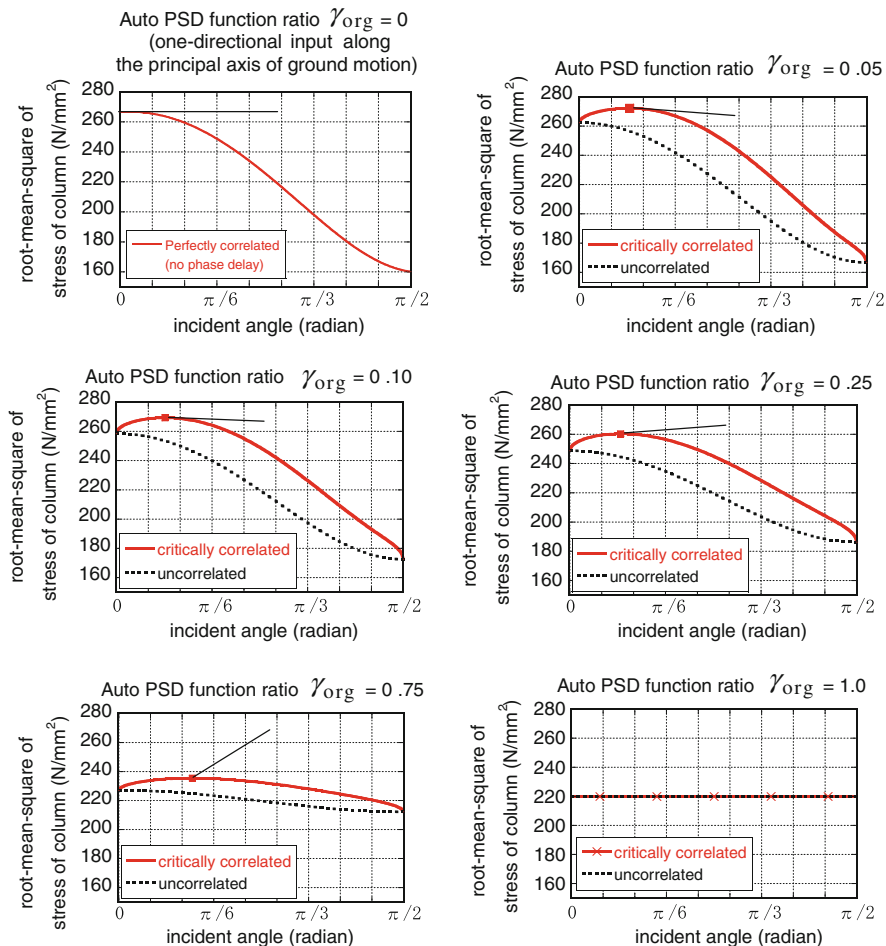 Auto PSD function ratio γorg = 0
(one-directional input along
the principal axis of ground motion)
root-mean-square of
stress of column (N/mm²)
280
260
240
220
200
180
160
Perfectly correlated
(no phase delay)
0
π/6
π/3
π/2
incident angle (radian)
Auto PSD function ratio γorg = 0 .05
root-mean-square of
stress of column (N/mm²)
280
260
240
220
200
180
160
critically correlated
uncorrelated
0
π/6
π/3
π/2
incident angle (radian)
Auto PSD function ratio γorg = 0 .10
root-mean-square of
stress of column (N/mm²)
280
260
240
220
200
180
160
critically correlated
uncorrelated
0
π/6
π/3
π/2
incident angle (radian)
Auto PSD function ratio γorg = 0 .25
root-mean-square of
stress of column (N/mm²)
280
260
240
220
200
180
160
critically correlated
uncorrelated
0
π/6
π/3
π/2
incident angle (radian)
Auto PSD function ratio γorg = 0 .75
root-mean-square of
stress of column (N/mm²)
280
260
240
220
200
180
160
critically correlated
uncorrelated
0
π/6
π/3
π/2
incident angle (radian)
Auto PSD function ratio γorg = 1.0
root-mean-square of
stress of column (N/mm²)
280
260
240
220
200
180
160
critically correlated
uncorrelated
0
π/6
π/3
π/2
incident angle (radian)